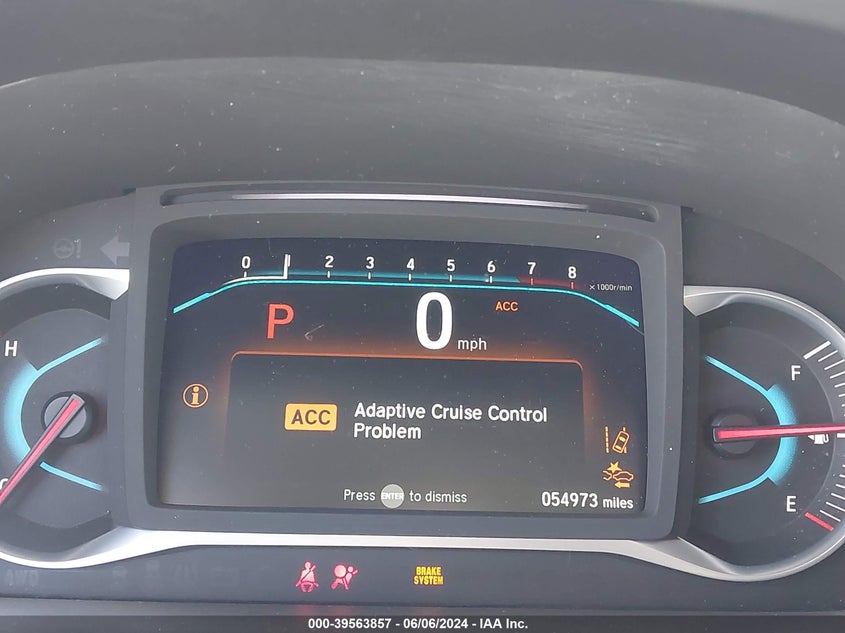 0 2 3 4 5 6 7 8
×1000r/min
P 0 mph ACC
H
F
ACC Adaptive Cruise Control
Problem
C
E
Press ENTER to dismiss 054973 miles
AWD
BRAKE
SYSTEM
000-39563857 - 06/06/2024 - IAA Inc.